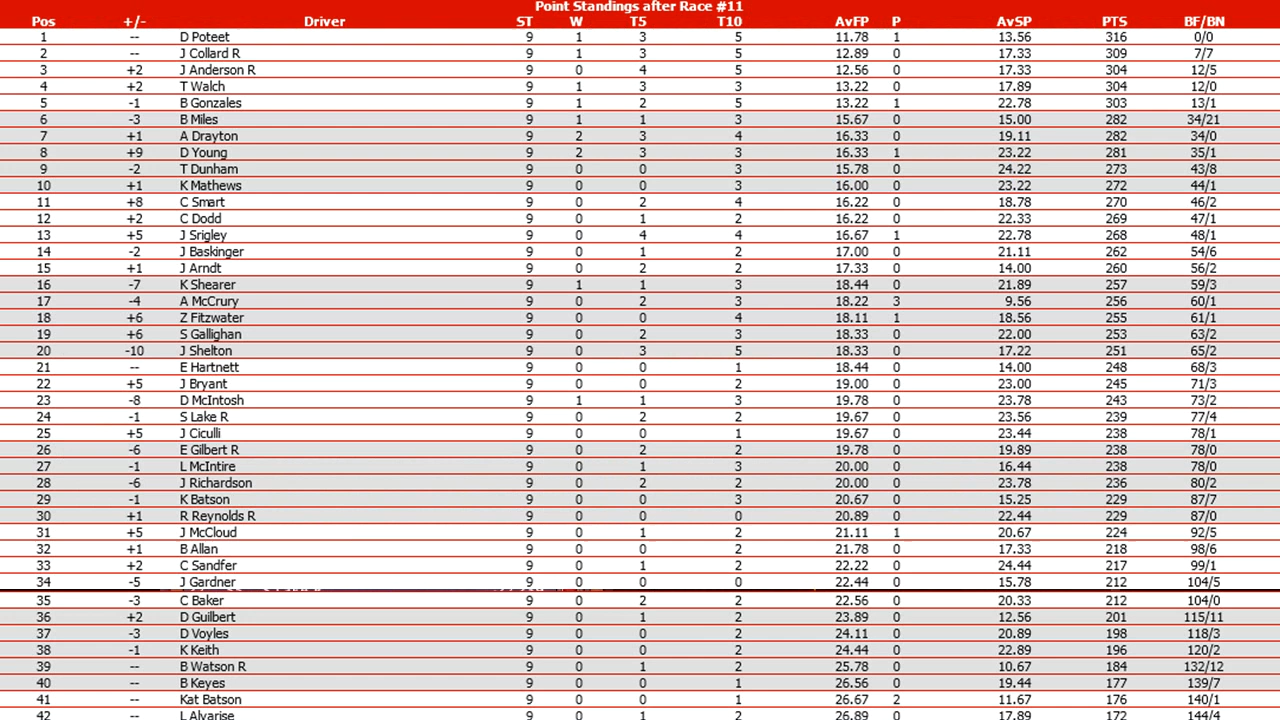 Point Standings after Race #11
Pos +/- Driver ST W T5 T10 AvFP P AvSP PTS BF/BN
1 -- D Poteet 9 1 3 5 11.78 1 13.56 316 0/0
2 -- J Collard R 9 1 3 5 12.89 0 17.33 309 7/7
3 +2 J Anderson R 9 0 4 5 12.56 0 17.33 304 12/5
4 +2 T Walch 9 1 3 3 13.22 0 17.89 304 12/0
5 -1 B Gonzales 9 1 2 5 13.22 1 22.78 303 13/1
6 -3 B Miles 9 1 1 3 15.67 0 15.00 282 34/21
7 +1 A Drayton 9 2 3 4 16.33 0 19.11 282 34/0
8 +9 D Young 9 2 3 3 16.33 1 23.22 281 35/1
9 -2 T Dunham 9 0 0 3 15.78 0 24.22 273 43/8
10 +1 K Mathews 9 0 0 3 16.00 0 23.22 272 44/1
11 +8 C Smart 9 0 2 4 16.22 0 18.78 270 46/2
12 +2 C Dodd 9 0 1 2 16.22 0 22.33 269 47/1
13 +5 J Srigley 9 0 4 4 16.67 1 22.78 268 48/1
14 -2 J Baskinger 9 0 1 2 17.00 0 21.11 262 54/6
15 +1 J Arndt 9 0 2 2 17.33 0 14.00 260 56/2
16 -7 K Shearer 9 1 1 3 18.44 0 21.89 257 59/3
17 -4 A McCrury 9 0 2 3 18.22 3 9.56 256 60/1
18 +6 Z Fitzwater 9 0 0 4 18.11 1 18.56 255 61/1
19 +6 S Gallighan 9 0 2 3 18.33 0 22.00 253 63/2
20 -10 J Shelton 9 0 3 5 18.33 0 17.22 251 65/2
21 -- E Hartnett 9 0 0 1 18.44 0 14.00 248 68/3
22 +5 J Bryant 9 0 0 2 19.00 0 23.00 245 71/3
23 -8 D McIntosh 9 1 1 3 19.78 0 23.78 243 73/2
24 -1 S Lake R 9 0 2 2 19.67 0 23.56 239 77/4
25 +5 J Ciculli 9 0 0 1 19.67 0 23.44 238 78/1
26 -6 E Gilbert R 9 0 2 2 19.78 0 19.89 238 78/0
27 -1 L McIntire 9 0 1 3 20.00 0 16.44 238 78/0
28 -6 J Richardson 9 0 2 2 20.00 0 23.78 236 80/2
29 -1 K Batson 9 0 0 3 20.67 0 15.25 229 87/7
30 +1 R Reynolds R 9 0 0 0 20.89 0 22.44 229 87/0
31 +5 J McCloud 9 0 1 2 21.11 1 20.67 224 92/5
32 +1 B Allan 9 0 0 2 21.78 0 17.33 218 98/6
33 +2 C Sandfer 9 0 1 2 22.22 0 24.44 217 99/1
34 -5 J Gardner 9 0 0 0 22.44 0 15.78 212 104/5
35 -3 C Baker 9 0 2 2 22.56 0 20.33 212 104/0
36 +2 D Guilbert 9 0 1 2 23.89 0 12.56 201 115/11
37 -3 D Voyles 9 0 0 2 24.11 0 20.89 198 118/3
38 -1 K Keith 9 0 0 2 24.44 0 22.89 196 120/2
39 -- B Watson R 9 0 1 2 25.78 0 10.67 184 132/12
40 -- B Keyes 9 0 0 1 26.56 0 19.44 177 139/7
41 -- Kat Batson 9 0 0 1 26.67 2 11.67 176 140/1
42 -- L Alvarise 9 0 1 2 26.89 0 17.89 172 144/4